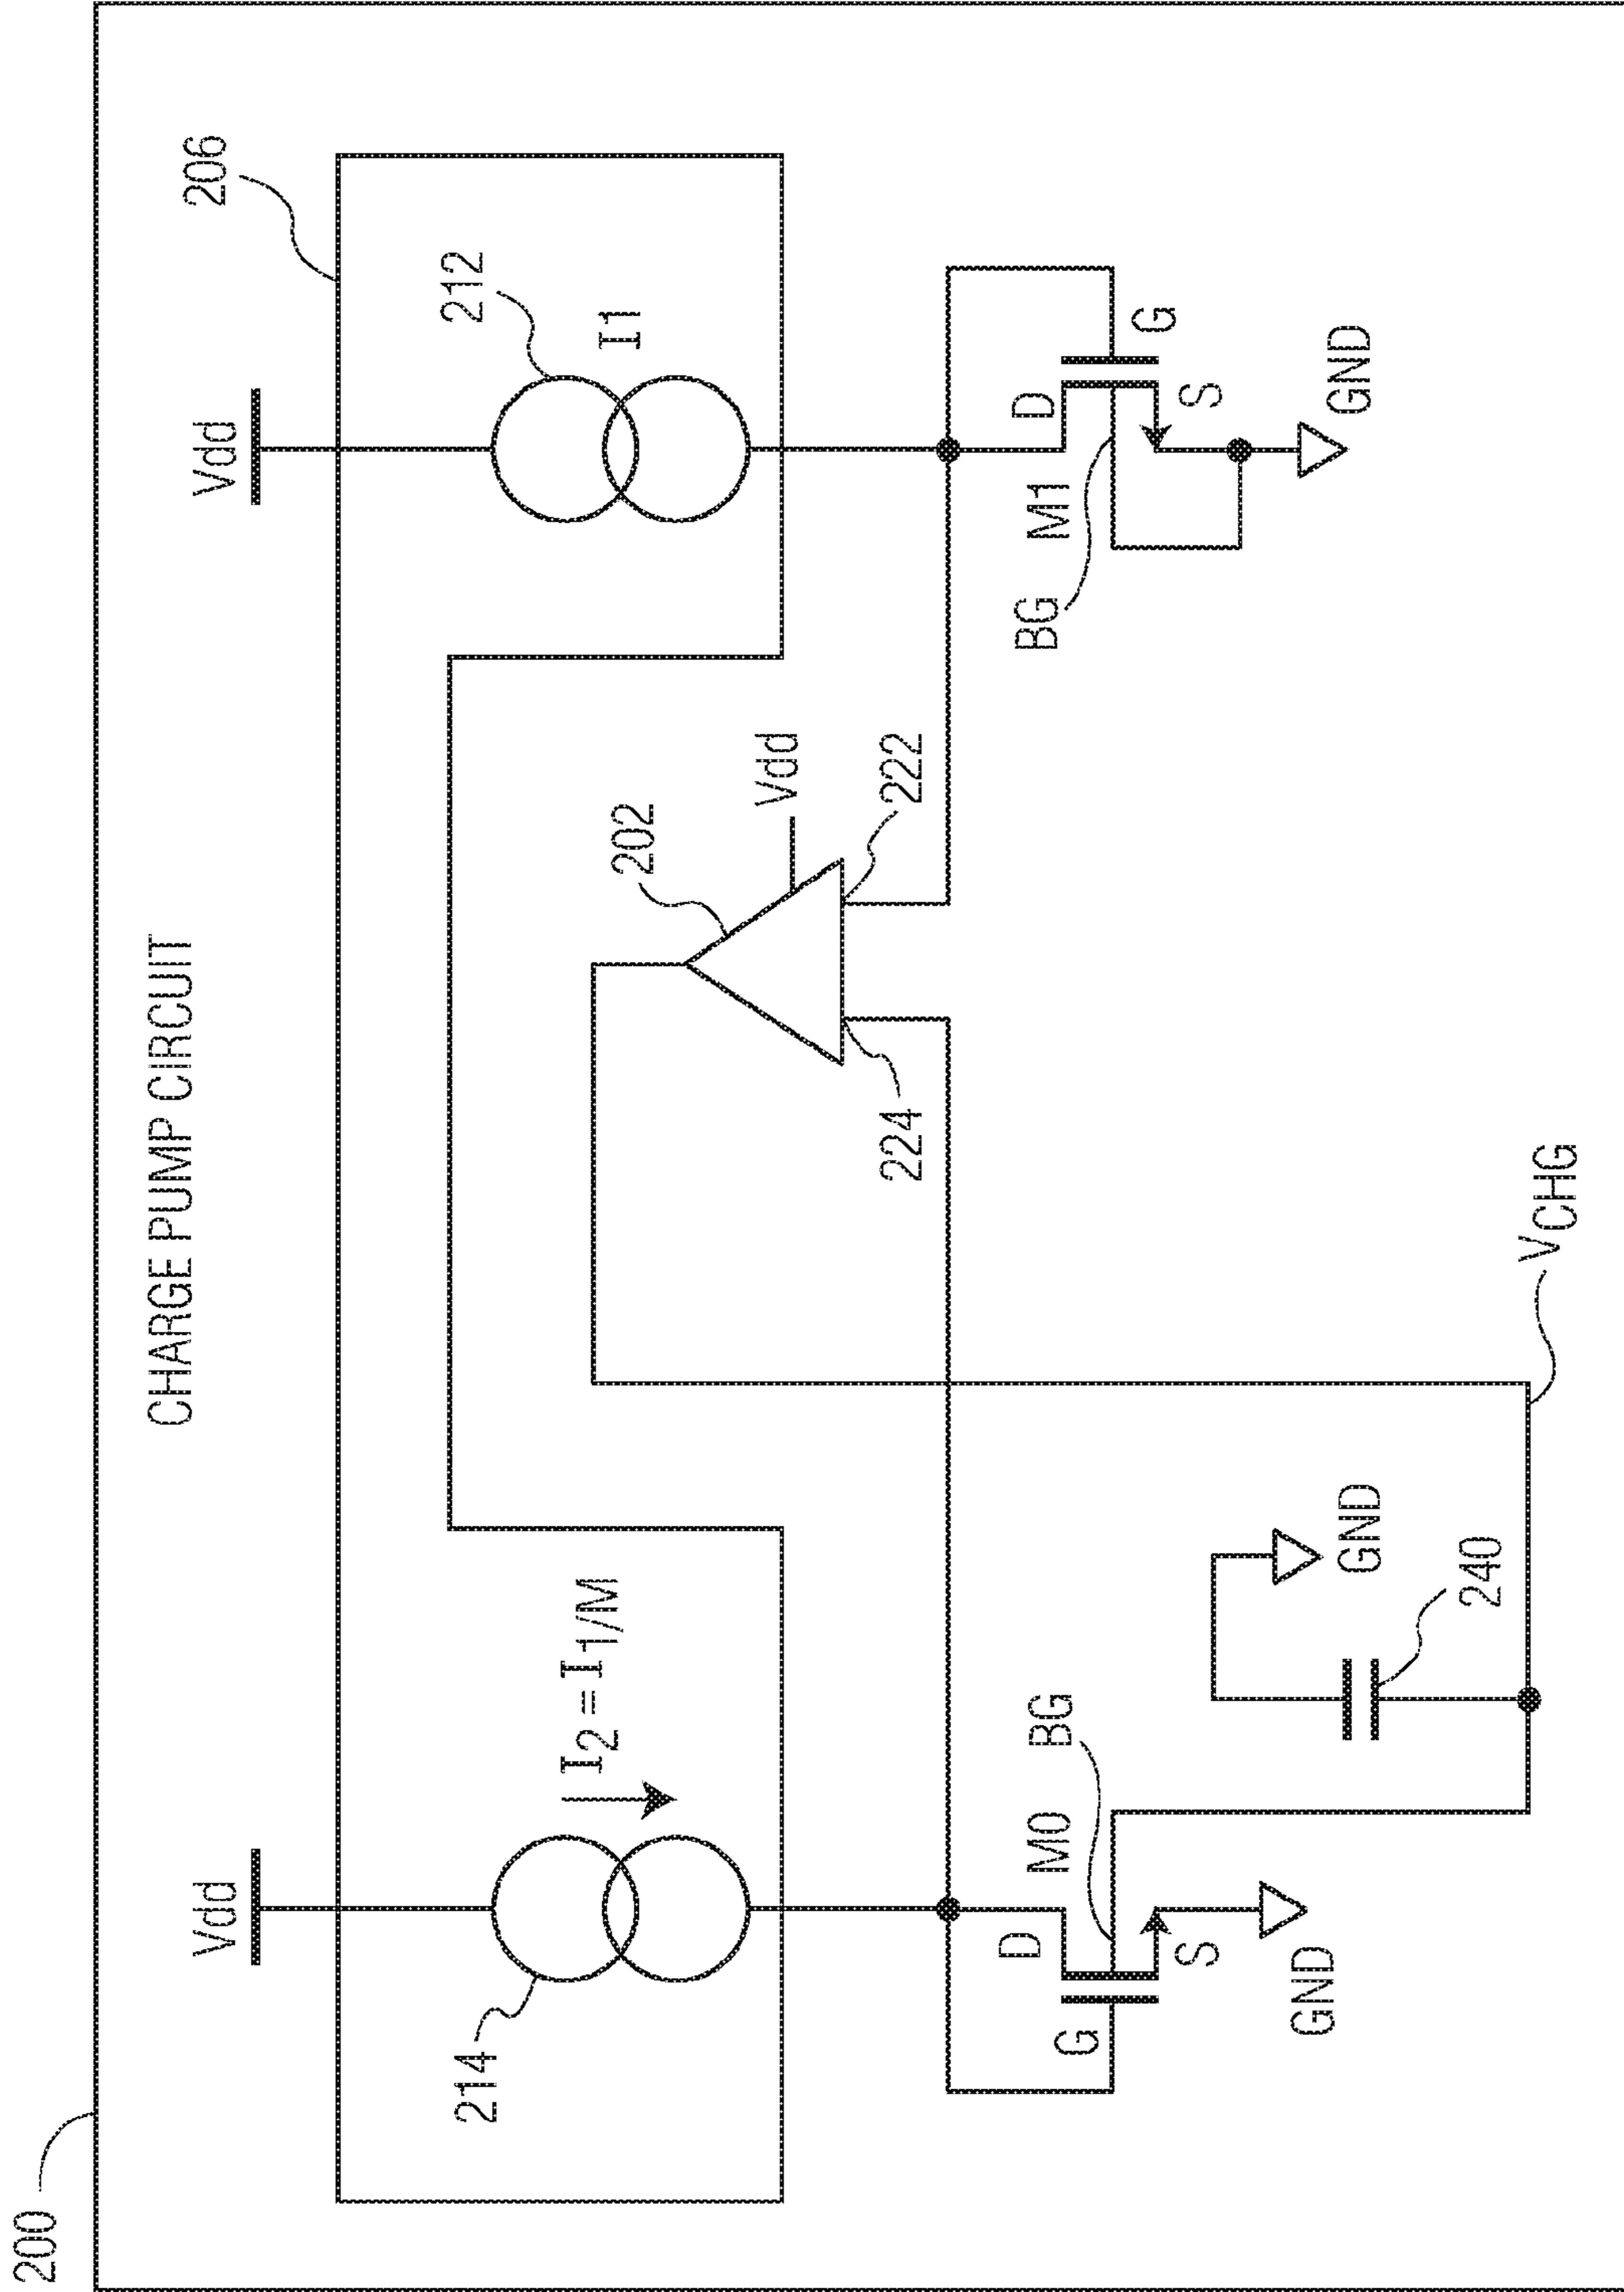 200
CHARGE PUMP CIRCUIT
Vdd
Vdd
206
214
I2 = I1/M
212
I1
202
Vdd
224
222
D
M0
BG
G
S
GND
GND
240
VCHG
BG
M1
D
G
S
GND